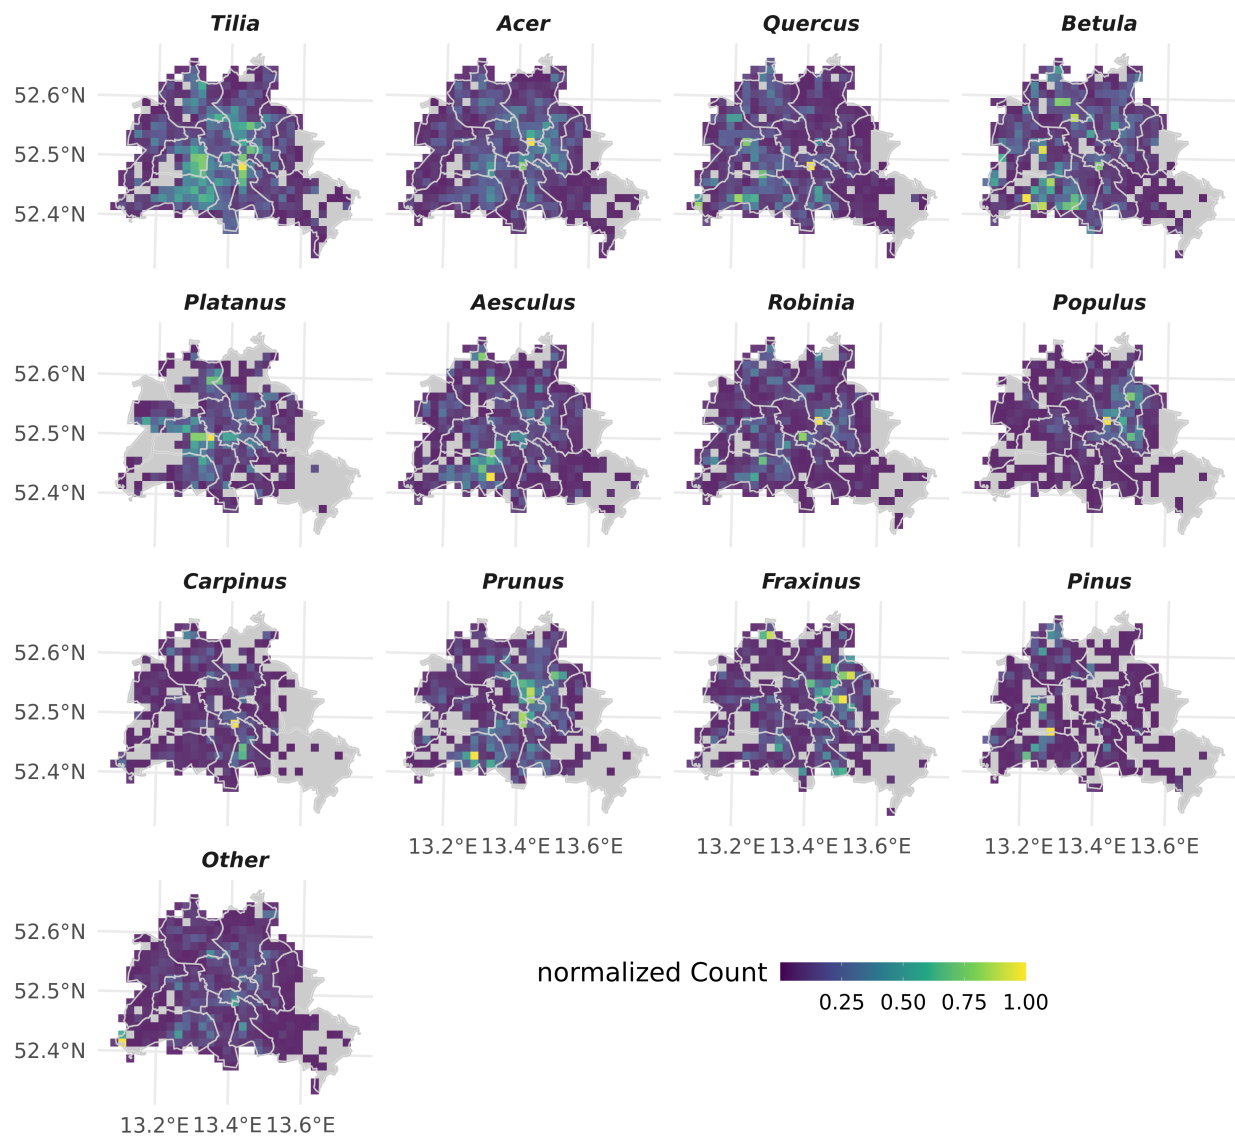 Tilia Acer Quercus Betula
52.6°N
52.5°N
52.4°N
Platanus Aesculus Robinia Populus
52.6°N
52.5°N
52.4°N
Carpinus Prunus Fraxinus Pinus
52.6°N
52.5°N
52.4°N
13.2°E 13.4°E 13.6°E 13.2°E 13.4°E 13.6°E 13.2°E 13.4°E 13.6°E
Other
52.6°N
52.5°N
52.4°N
13.2°E 13.4°E 13.6°E
normalized Count
0.25 0.50 0.75 1.00